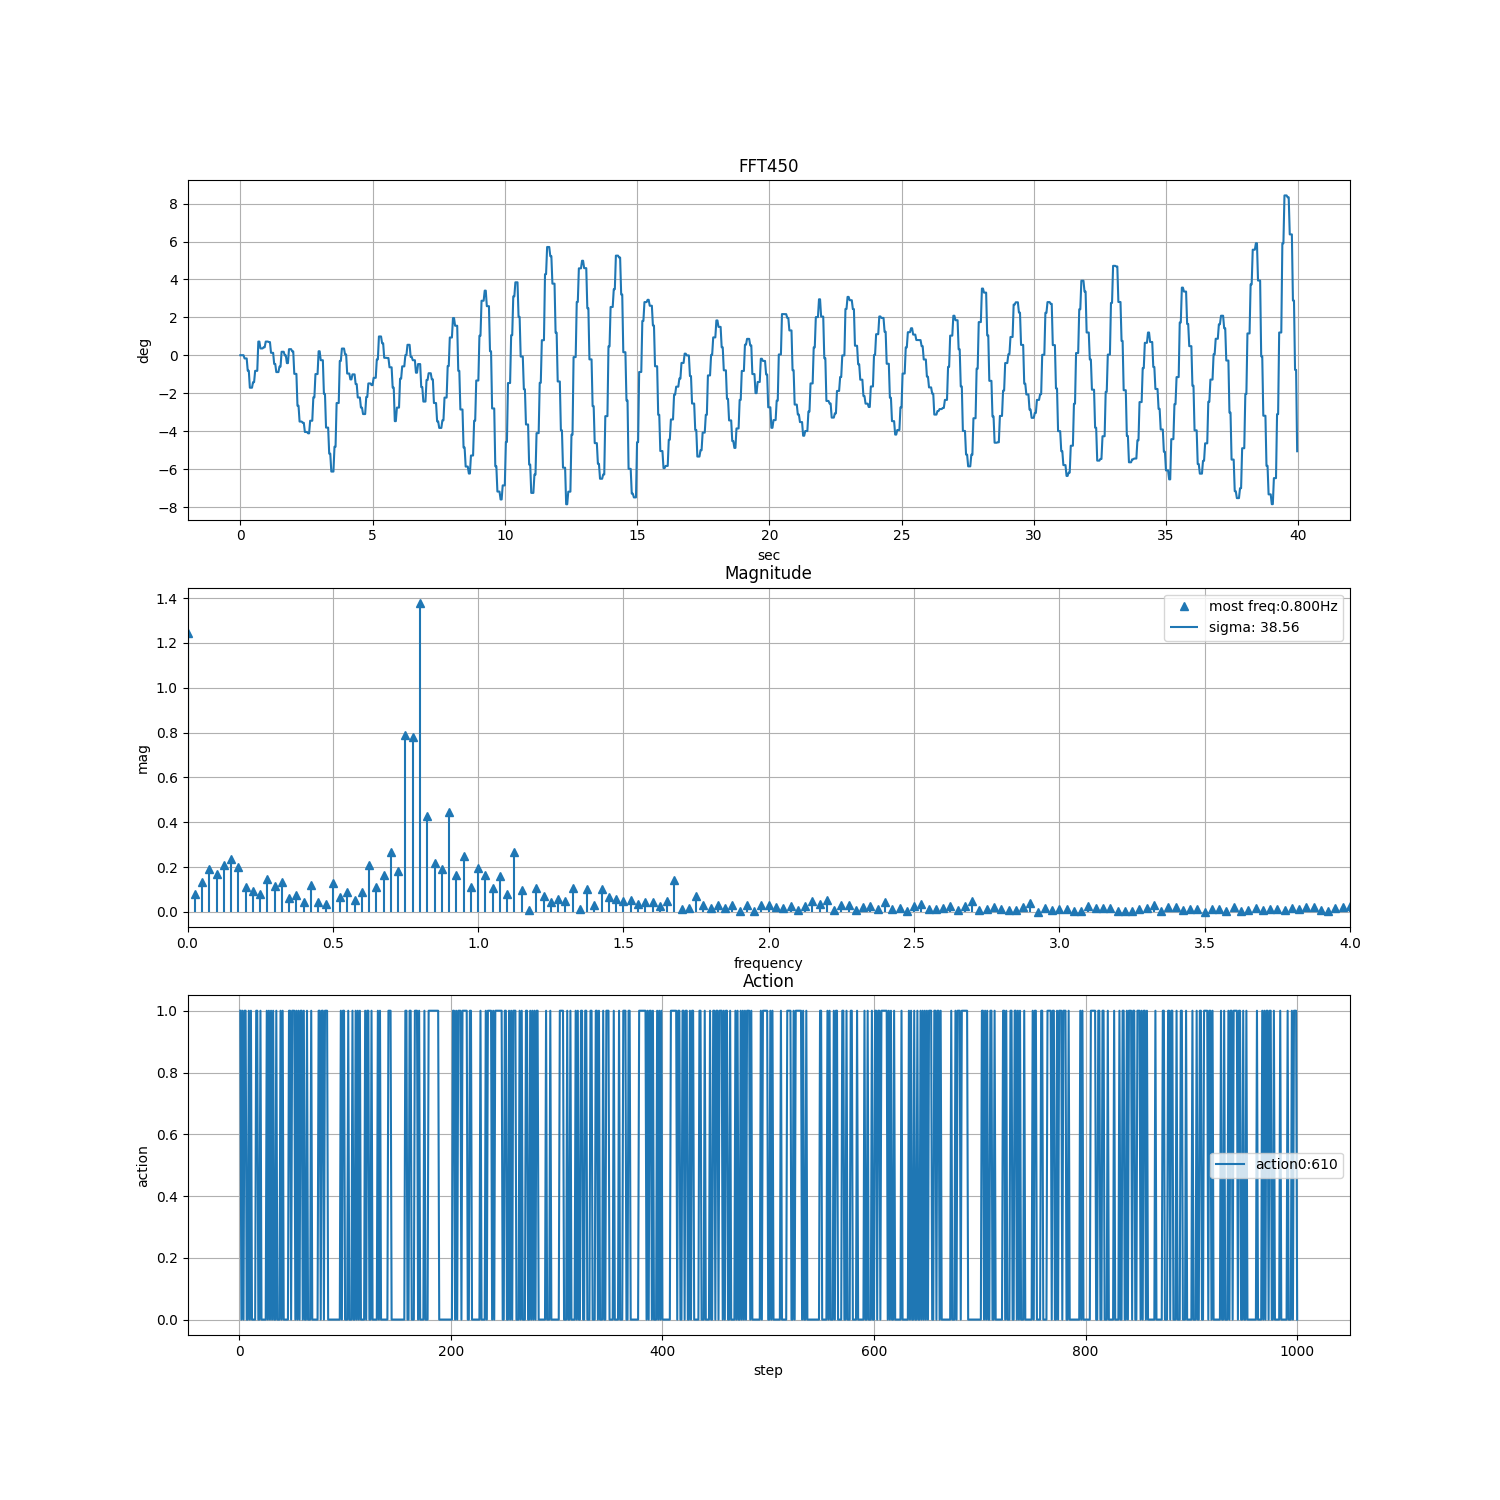 FFT450
8
6
4
2
0
−2
−4
−6
−8
deg
0 5 10 15 20 25 30 35 40
sec
Magnitude
1.4
1.2
1.0
0.8
0.6
0.4
0.2
0.0
mag
most freq:0.800Hz
sigma: 38.56
0.0 0.5 1.0 1.5 2.0 2.5 3.0 3.5 4.0
frequency
Action
1.0
0.8
0.6
0.4
0.2
0.0
action
action0:610
0 200 400 600 800 1000
step